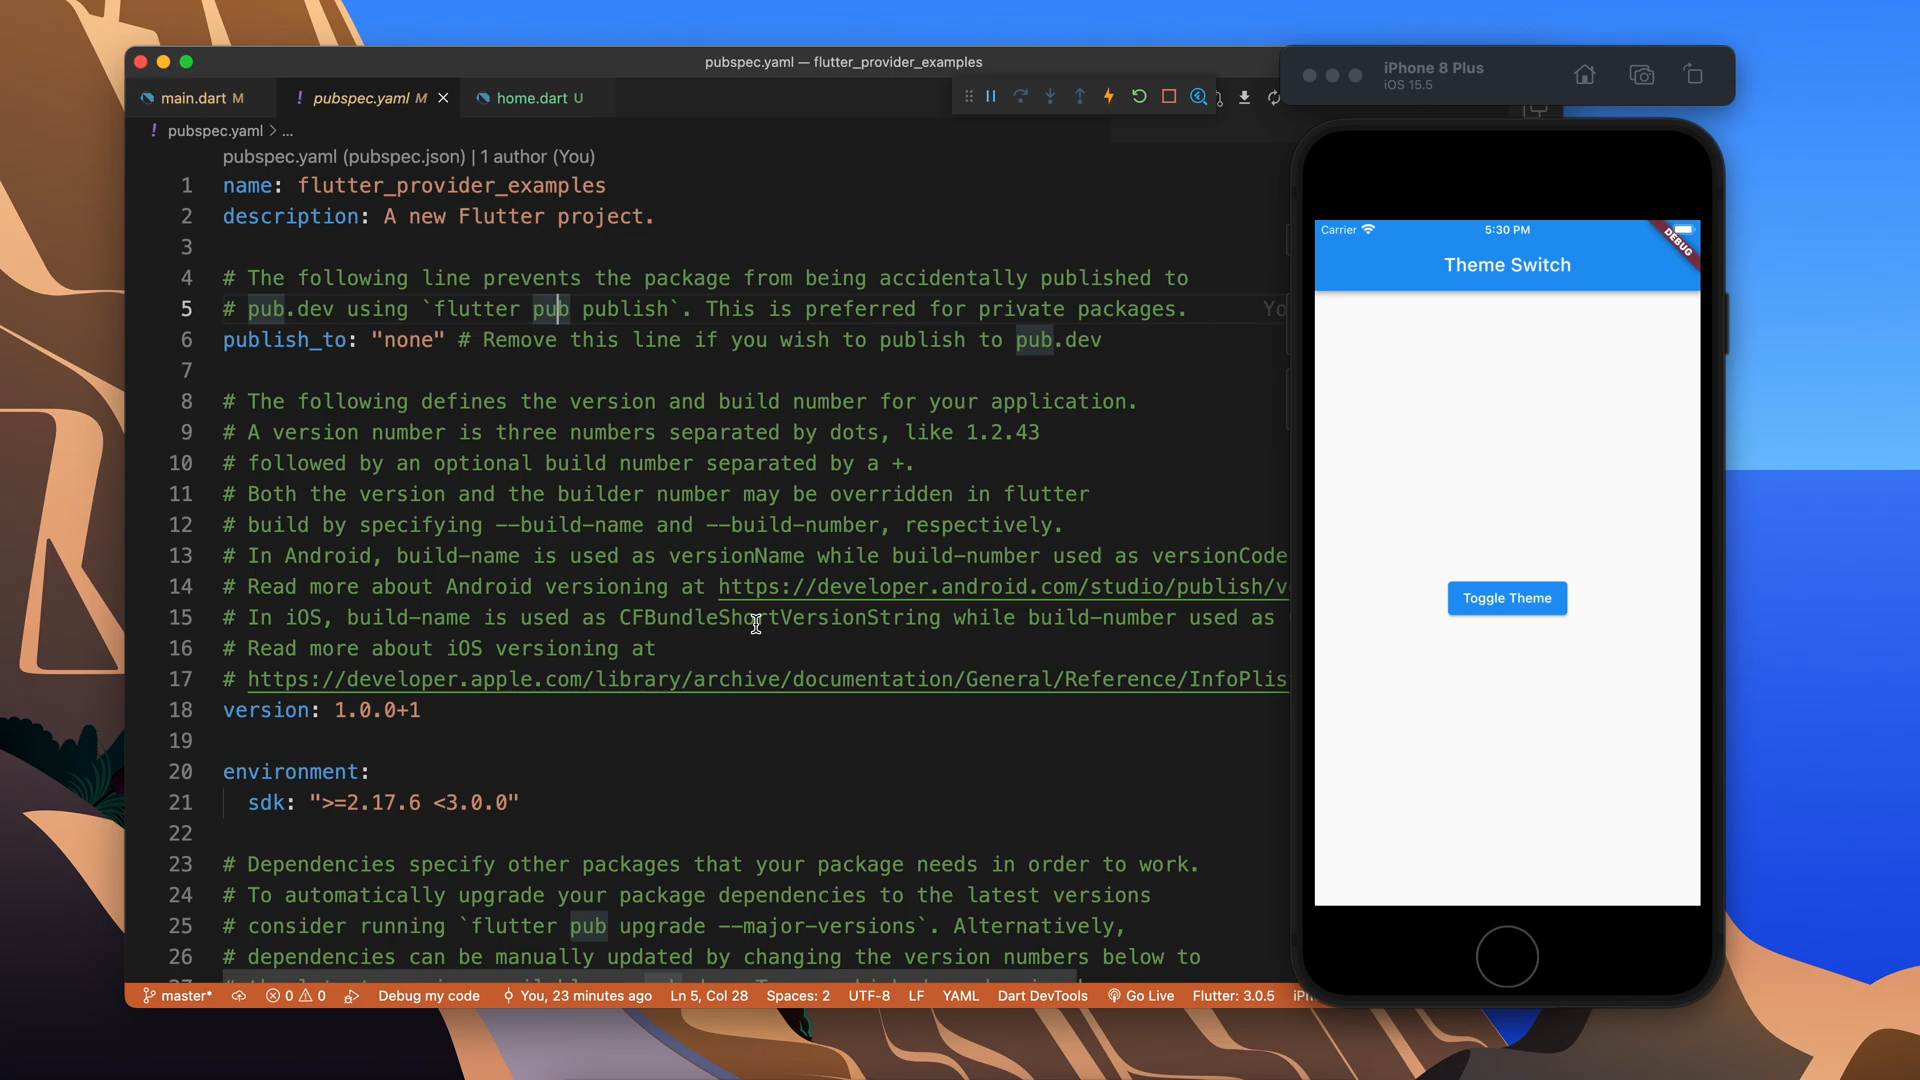 pubspec.yaml — flutter_provider_examples
main.dart M
! pubspec.yaml M
home.dart U
! pubspec.yaml > ...
pubspec.yaml (pubspec.json) | 1 author (You)
1 name: flutter_provider_examples
2 description: A new Flutter project.
3
4 # The following line prevents the package from being accidentally published to
5 # pub.dev using `flutter pub publish`. This is preferred for private packages. Yo
6 publish_to: "none" # Remove this line if you wish to publish to pub.dev
7
8 # The following defines the version and build number for your application.
9 # A version number is three numbers separated by dots, like 1.2.43
10 # followed by an optional build number separated by a +.
11 # Both the version and the builder number may be overridden in flutter
12 # build by specifying --build-name and --build-number, respectively.
13 # In Android, build-name is used as versionName while build-number used as versionCode
14 # Read more about Android versioning at https://developer.android.com/studio/publish/v
15 # In iOS, build-name is used as CFBundleShortVersionString while build-number used as
16 # Read more about iOS versioning at
17 # https://developer.apple.com/library/archive/documentation/General/Reference/InfoPlis
18 version: 1.0.0+1
19
20 environment:
21 sdk: ">=2.17.6 <3.0.0"
22
23 # Dependencies specify other packages that your package needs in order to work.
24 # To automatically upgrade your package dependencies to the latest versions
25 # consider running `flutter pub upgrade --major-versions`. Alternatively,
26 # dependencies can be manually updated by changing the version numbers below to
master* 0 0 Debug my code You, 23 minutes ago Ln 5, Col 28 Spaces: 2 UTF-8 LF YAML Dart DevTools Go Live Flutter: 3.0.5
iPhone 8 Plus
iOS 15.5
Carrier 5:30 PM
DEBUG
Theme Switch
Toggle Theme